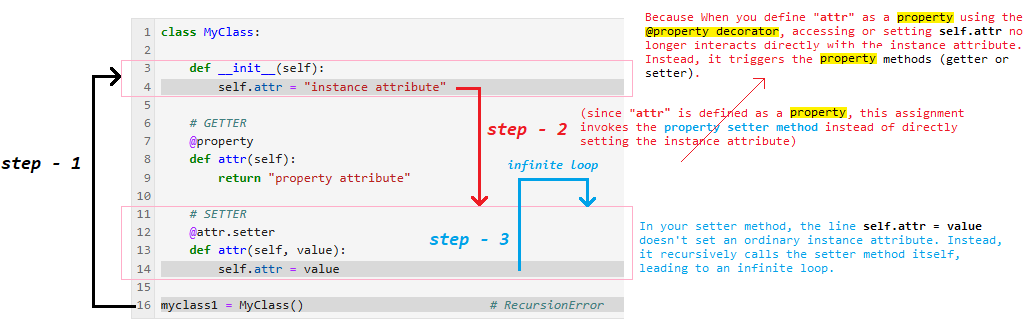 Because When you define "attr" as a property using the
@property decorator, accessing or setting self.attr no
longer interacts directly with the instance attribute.
Instead, it triggers the property methods (getter or
setter).
1 class MyClass:
2
3 def __init__(self):
4 self.attr = "instance attribute"
5
6 # GETTER
7 @property
8 def attr(self):
9 return "property attribute"
10
11 # SETTER
12 @attr.setter
13 def attr(self, value):
14 self.attr = value
15
16 myclass1 = MyClass() # RecursionError
step - 1
step - 2
(since "attr" is defined as a property, this assignment
invokes the property setter method instead of directly
setting the instance attribute)
infinite loop
step - 3
In your setter method, the line self.attr = value
doesn't set an ordinary instance attribute. Instead,
it recursively calls the setter method itself,
leading to an infinite loop.